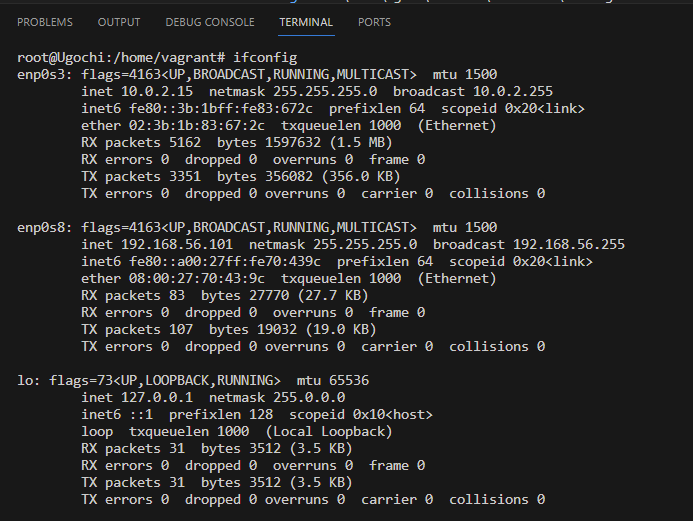 PROBLEMS OUTPUT DEBUG CONSOLE TERMINAL PORTS
root@Ugochi:/home/vagrant# ifconfig
enp0s3: flags=4163<UP,BROADCAST,RUNNING,MULTICAST>  mtu 1500
        inet 10.0.2.15  netmask 255.255.255.0  broadcast 10.0.2.255
        inet6 fe80::3b:1bff:fe83:672c  prefixlen 64  scopeid 0x20<link>
        ether 02:3b:1b:83:67:2c  txqueuelen 1000  (Ethernet)
        RX packets 5162  bytes 1597632 (1.5 MB)
        RX errors 0  dropped 0  overruns 0  frame 0
        TX packets 3351  bytes 356082 (356.0 KB)
        TX errors 0  dropped 0 overruns 0  carrier 0  collisions 0

enp0s8: flags=4163<UP,BROADCAST,RUNNING,MULTICAST>  mtu 1500
        inet 192.168.56.101  netmask 255.255.255.0  broadcast 192.168.56.255
        inet6 fe80::a00:27ff:fe70:439c  prefixlen 64  scopeid 0x20<link>
        ether 08:00:27:70:43:9c  txqueuelen 1000  (Ethernet)
        RX packets 83  bytes 27770 (27.7 KB)
        RX errors 0  dropped 0  overruns 0  frame 0
        TX packets 107  bytes 19032 (19.0 KB)
        TX errors 0  dropped 0 overruns 0  carrier 0  collisions 0

lo: flags=73<UP,LOOPBACK,RUNNING>  mtu 65536
        inet 127.0.0.1  netmask 255.0.0.0
        inet6 ::1  prefixlen 128  scopeid 0x10<host>
        loop  txqueuelen 1000  (Local Loopback)
        RX packets 31  bytes 3512 (3.5 KB)
        RX errors 0  dropped 0  overruns 0  frame 0
        TX packets 31  bytes 3512 (3.5 KB)
        TX errors 0  dropped 0 overruns 0  carrier 0  collisions 0